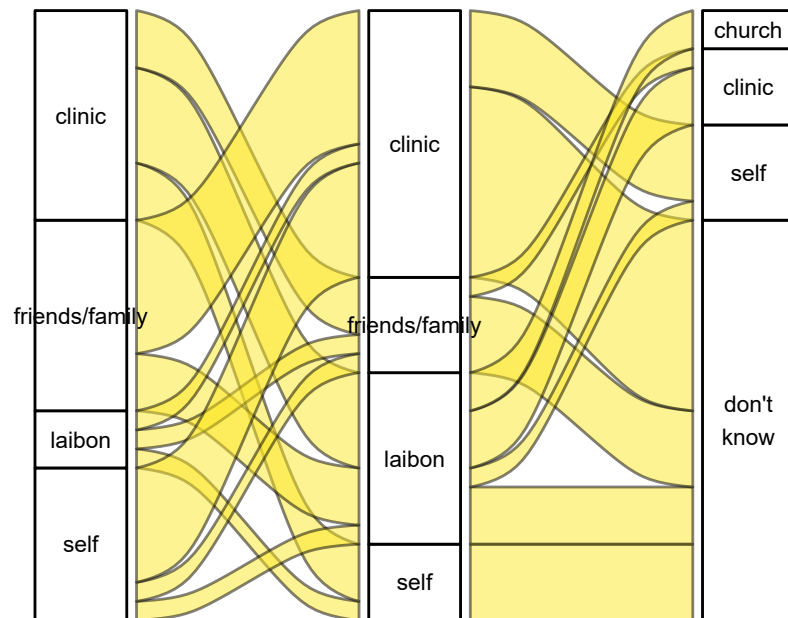 clinic
friends/family
laibon
self
clinic
friends/family
laibon
self
church
clinic
self
don't
know